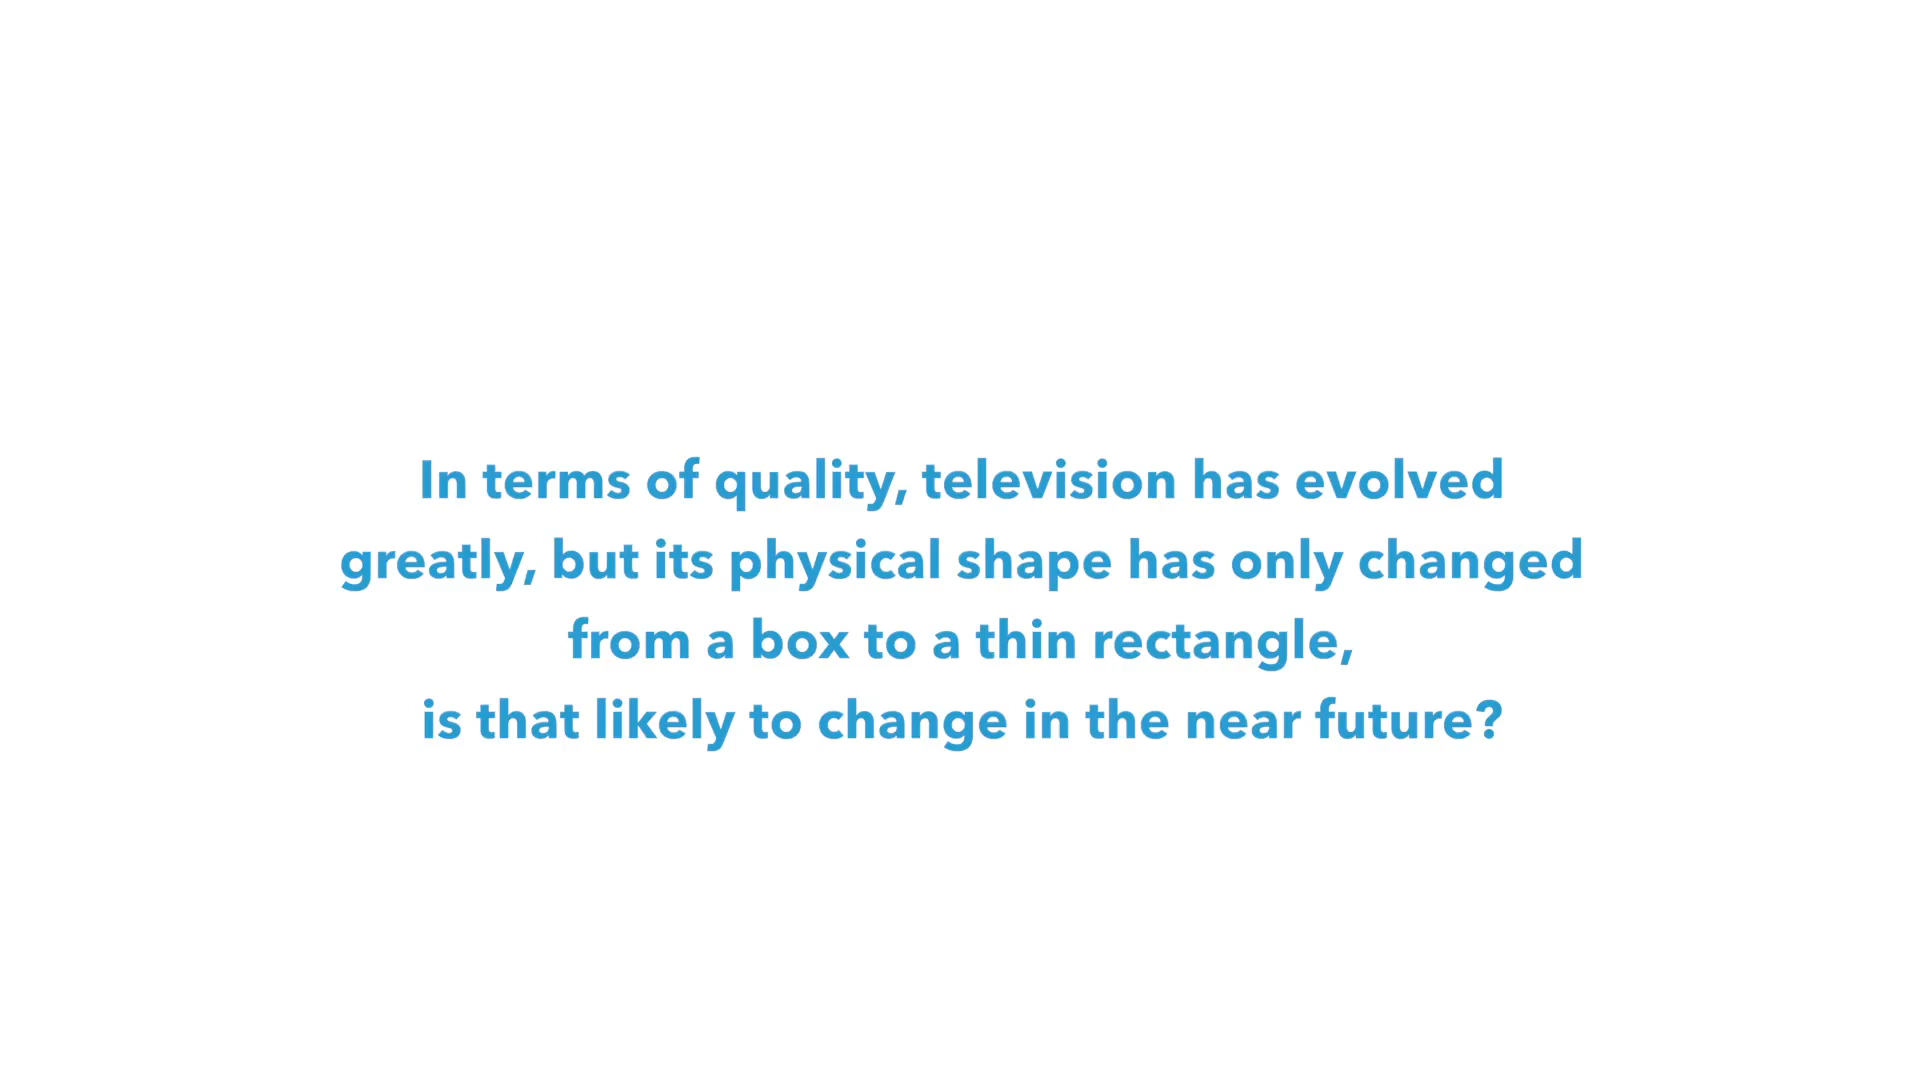 In terms of quality, television has evolved
greatly, but its physical shape has only changed
from a box to a thin rectangle,
is that likely to change in the near future?